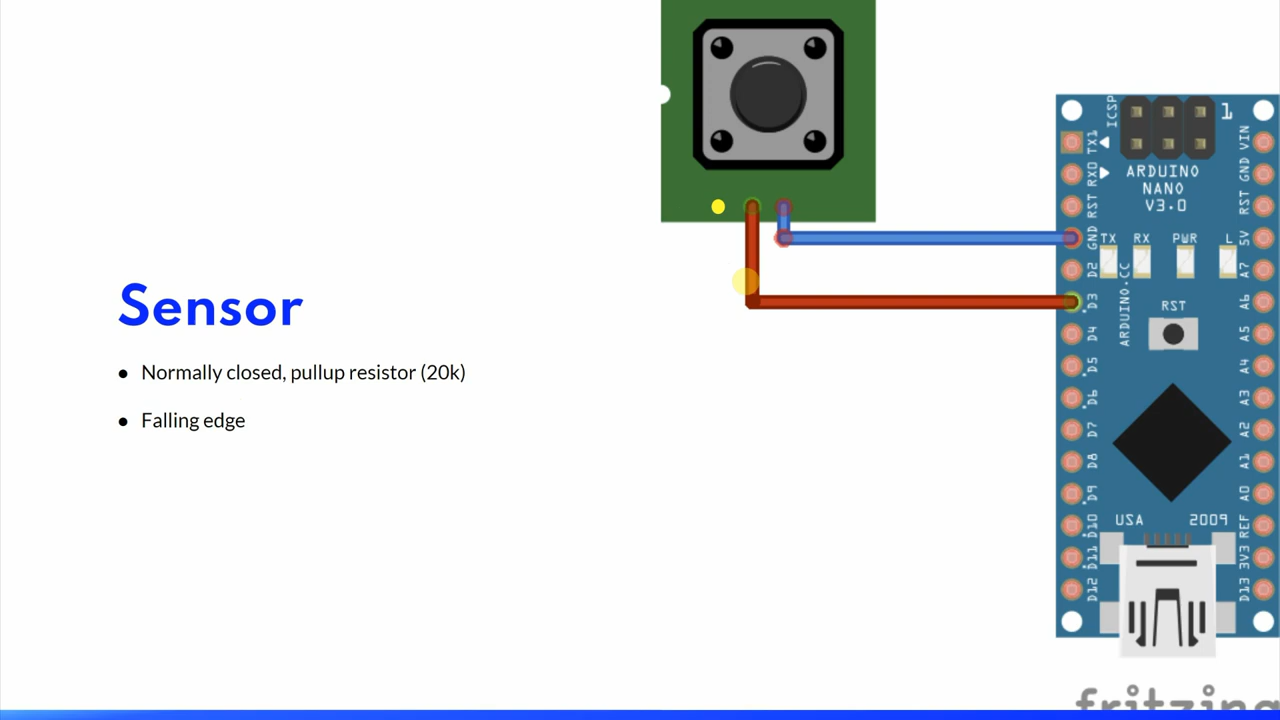 Sensor
Normally closed, pullup resistor (20k)
Falling edge
ICSP
1
TX1
RX0
RST
GND
D2
D3
D4
D5
D6
D7
D8
D9
D10
D11
D12
ARDUINO
NANO
V3.0
TX RX PWR L
ARDUINO.CC
RST
USA 2009
VIN
GND
RST
5V
A7
A6
A5
A4
A3
A2
A1
A0
REF
3V3
D13
fritzing